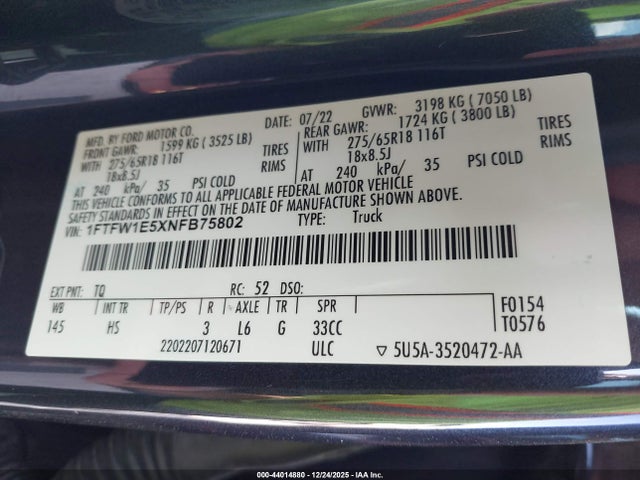 MFD. BY FORD MOTOR CO.
DATE: 07/22 GVWR: 3198 KG ( 7050 LB)
FRONT GAWR: 1599 KG ( 3525 LB)
REAR GAWR: 1724 KG ( 3800 LB)
WITH 275/65R18 116T TIRES
WITH 275/65R18 116T TIRES
18x8.5J RIMS
18x8.5J RIMS
AT 240 kPa/ 35 PSI COLD
AT 240 kPa/ 35 PSI COLD
THIS VEHICLE CONFORMS TO ALL APPLICABLE FEDERAL MOTOR VEHICLE
SAFETY STANDARDS IN EFFECT ON THE DATE OF MANUFACTURE SHOWN ABOVE.
VIN: 1FTFW1E5XNFB75802 TYPE: Truck
EXT PNT: TQ RC: 52 DSO:
WB INT TR TP/PS R AXLE TR SPR F0154
145 HS 3 L6 G 33CC T0576
2202207120671 ULC ▽ 5U5A-3520472-AA
000-44014880 - 12/24/2025 - IAA Inc.